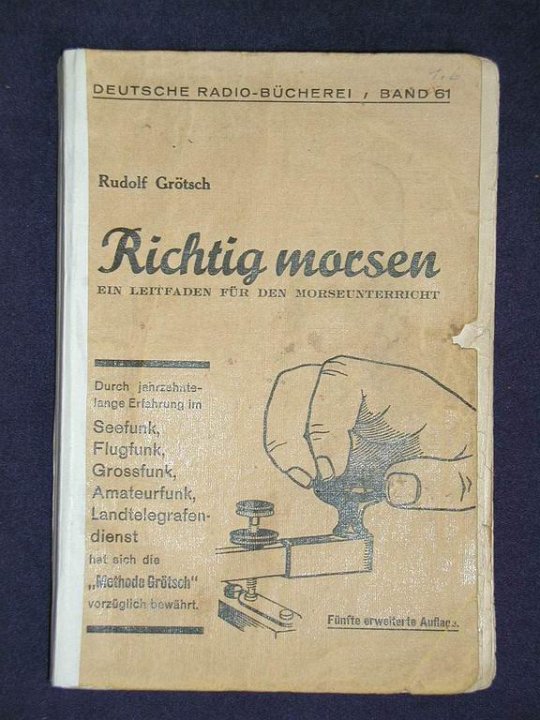 DEUTSCHE RADIO-BÜCHEREI, BAND 61
Rudolf Grötsch
Richtig morsen
EIN LEITFADEN FÜR DEN MORSEUNTERRICHT
Durch jahrzehnte-
lange Erfahrung im
Seefunk,
Flugfunk,
Grossfunk,
Amateurfunk,
Landtelegrafen-
dienst
hat sich die
„Methode Grötsch"
vorzüglich bewährt.
Fünfte erweiterte Auflage.